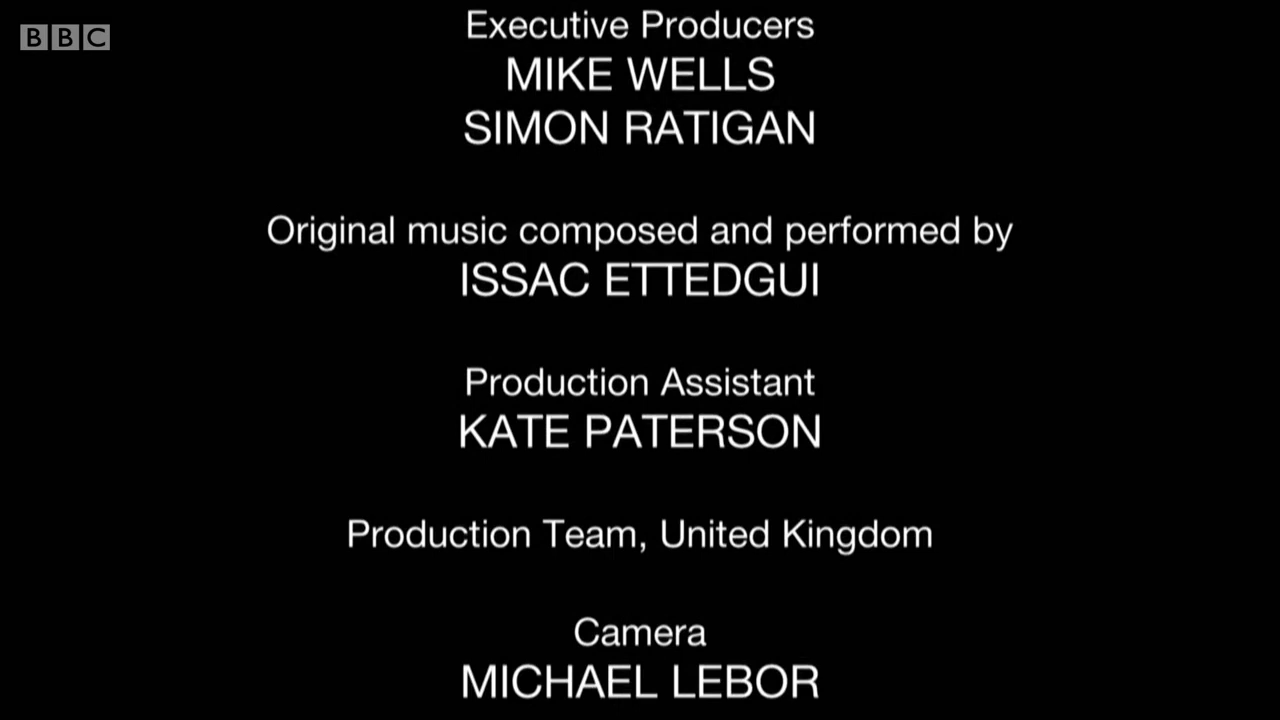 BBC
Executive Producers
MIKE WELLS
SIMON RATIGAN
Original music composed and performed by
ISSAC ETTEDGUI
Production Assistant
KATE PATERSON
Production Team, United Kingdom
Camera
MICHAEL LEBOR